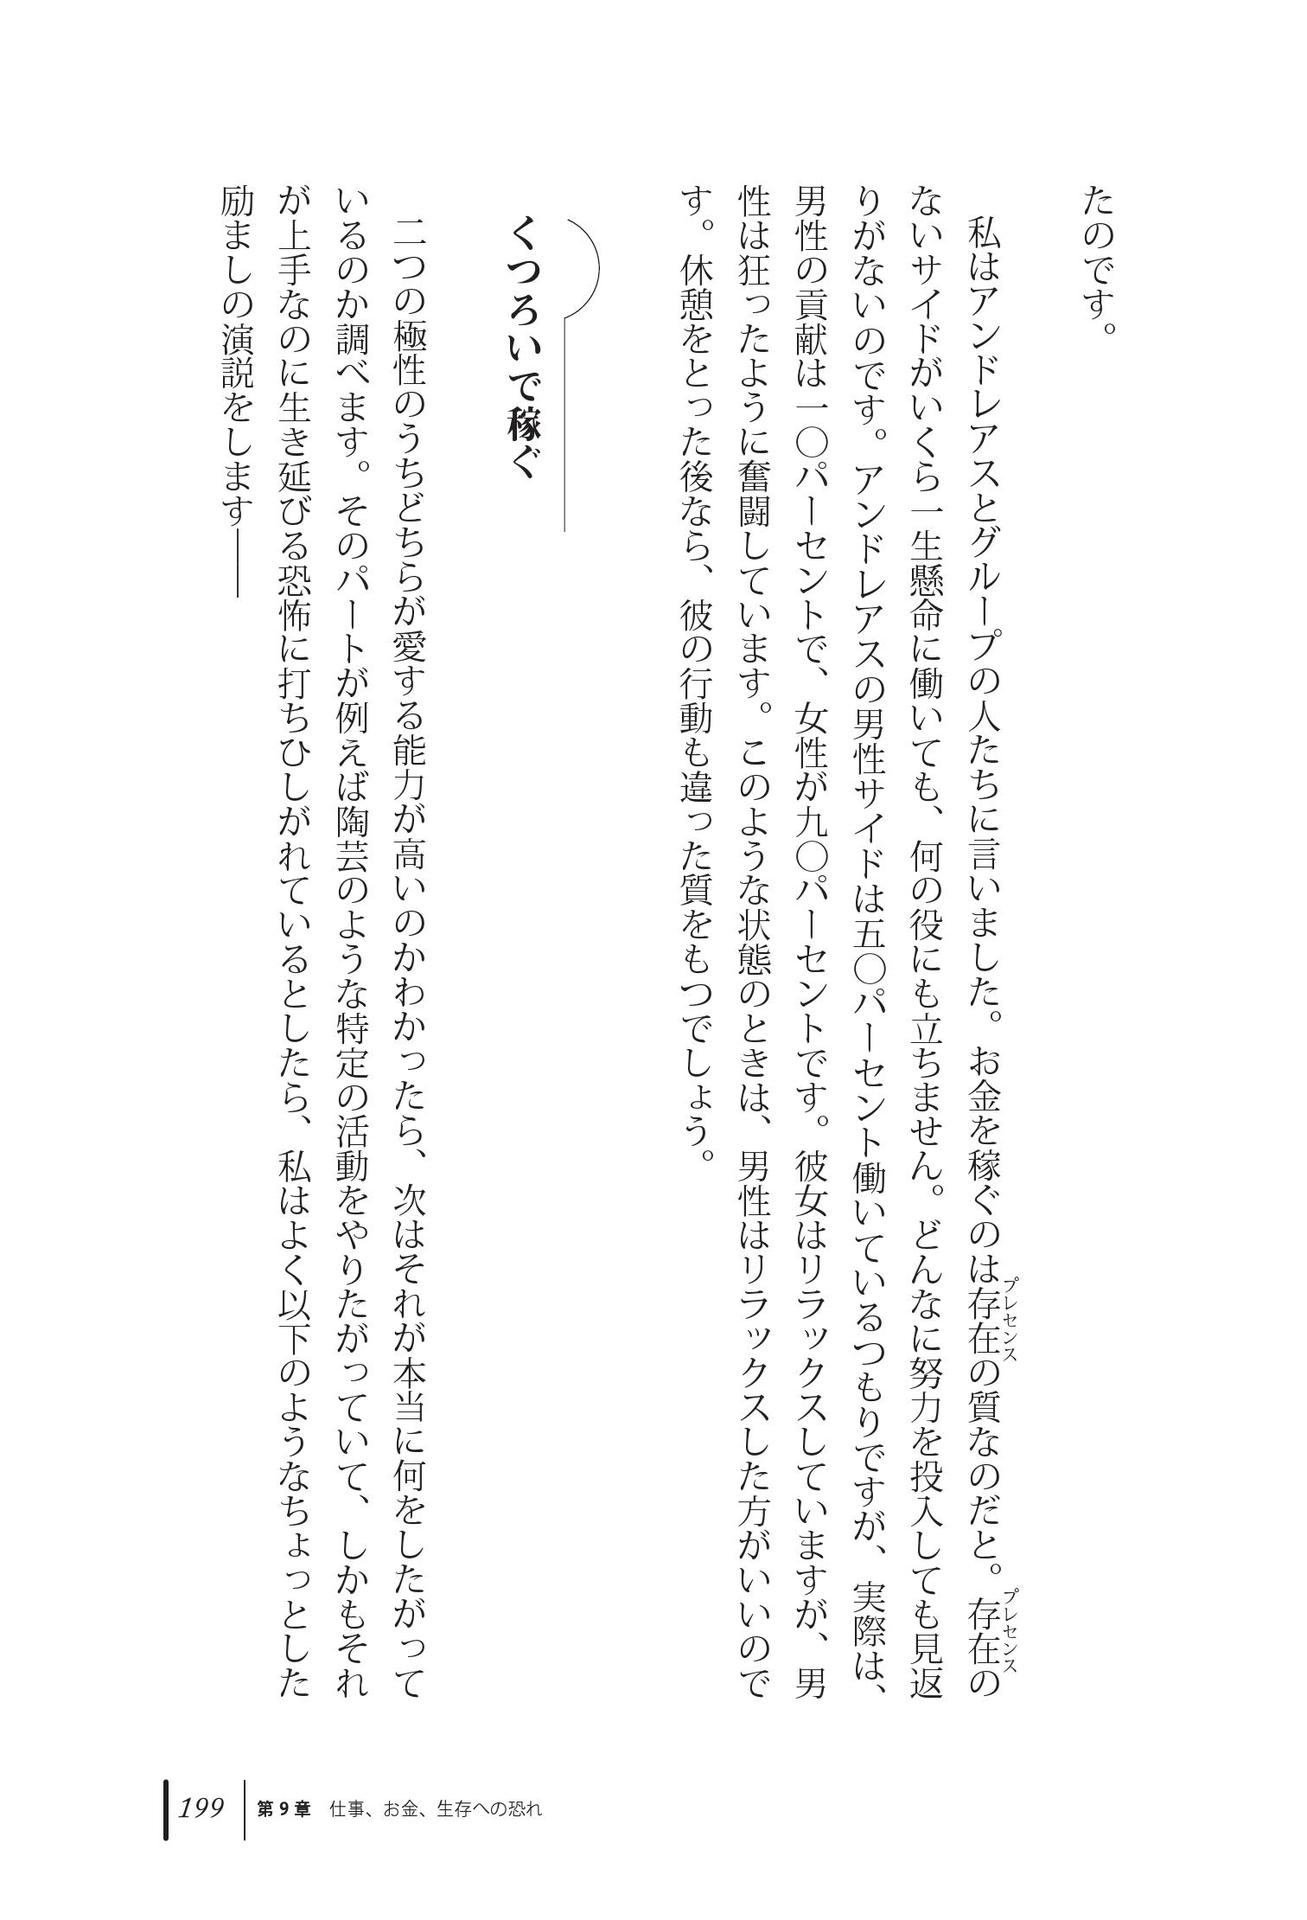 たのです。
　私はアンドレアスとグループの人たちに言いました。お金を稼ぐのは存在の質なのだと。存在の
プレセンス
プレセンス
ないサイドがいくら一生懸命に働いても、何の役にも立ちません。どんなに努力を投入しても見返
りがないのです。アンドレアスの男性サイドは五〇パーセント働いているつもりですが、実際は、
男性の貢献は一〇パーセントで、女性が九〇パーセントです。彼女はリラックスしていますが、男
性は狂ったように奮闘しています。このような状態のときは、男性はリラックスした方がいいので
す。休憩をとった後なら、彼の行動も違った質をもつでしょう。
くつろいで稼ぐ
　二つの極性のうちどちらが愛する能力が高いのかわかったら、次はそれが本当に何をしたがって
いるのか調べます。そのパートが例えば陶芸のような特定の活動をやりたがっていて、しかもそれ
が上手なのに生き延びる恐怖に打ちひしがれているとしたら、私はよく以下のようなちょっとした
励ましの演説をします――
199 第9章　仕事、お金、生存への恐れ